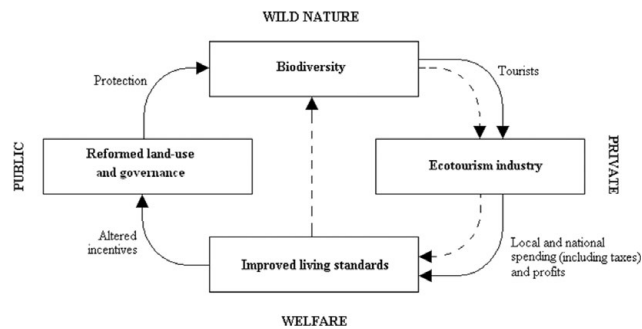 WILD NATURE
Biodiversity
Protection
Tourists
PUBLIC
Reformed land-use
and governance
Ecotourism industry
PRIVATE
Altered
incentives
Improved living standards
Local and national
spending (including taxes)
and profits
WELFARE